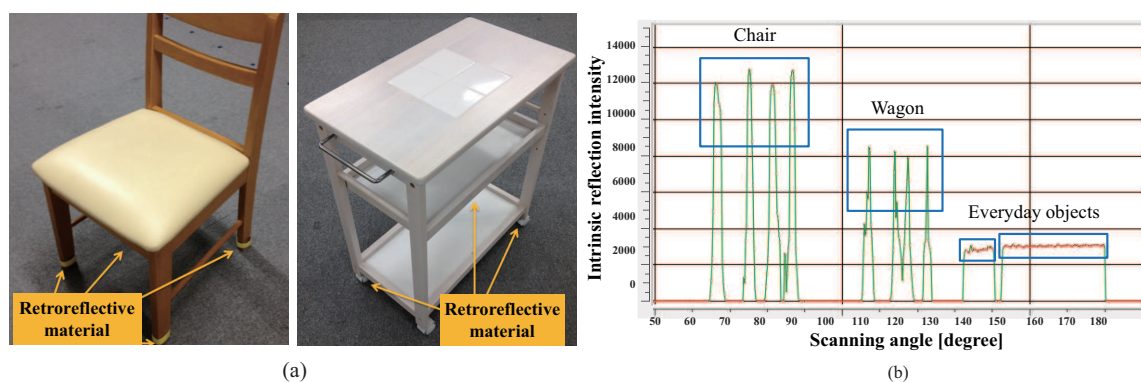 Retroreflective
material
Retroreflective
material
(a)
Intrinsic reflection intensity
14000
12000
10000
8000
6000
4000
2000
0
Chair
Wagon
Everyday objects
50 60 70 80 90 100 110 120 130 140 150 160 170 180
Scanning angle [degree]
(b)